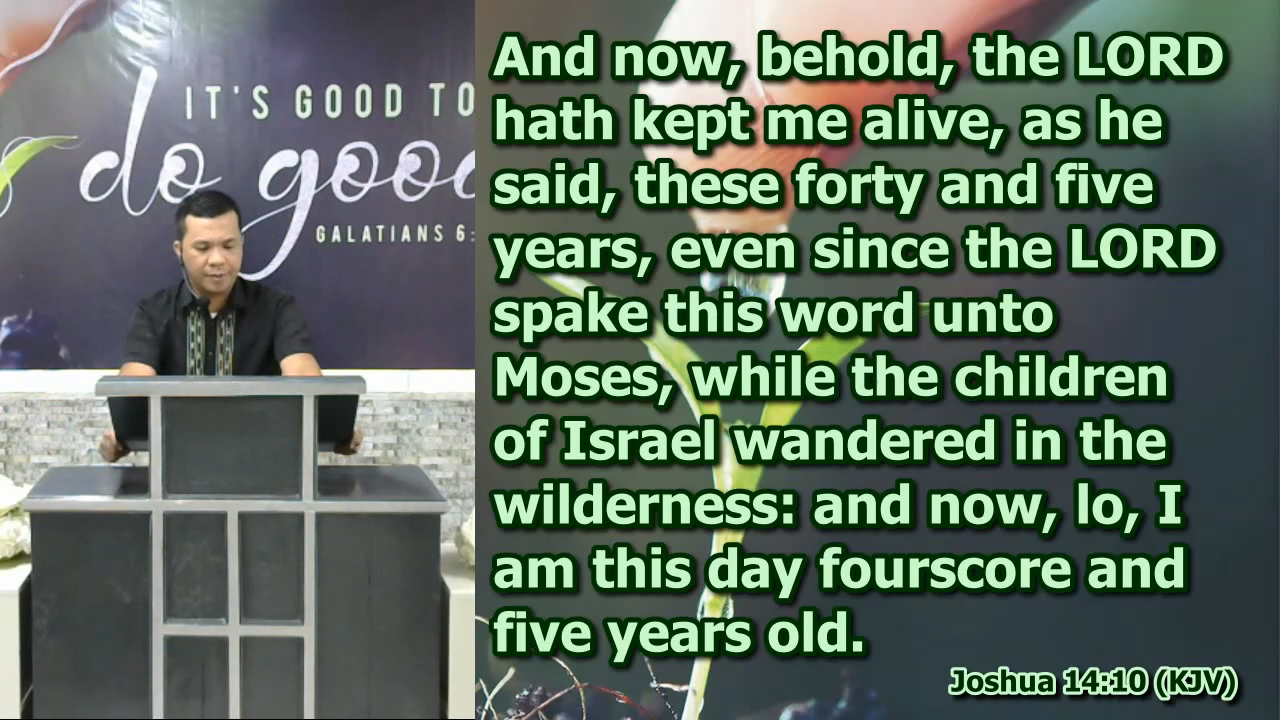 IT'S GOOD TO
do good
GALATIANS 6:
And now, behold, the LORD
hath kept me alive, as he
said, these forty and five
years, even since the LORD
spake this word unto
Moses, while the children
of Israel wandered in the
wilderness: and now, lo, I
am this day fourscore and
five years old.
Joshua 14:10 (KJV)